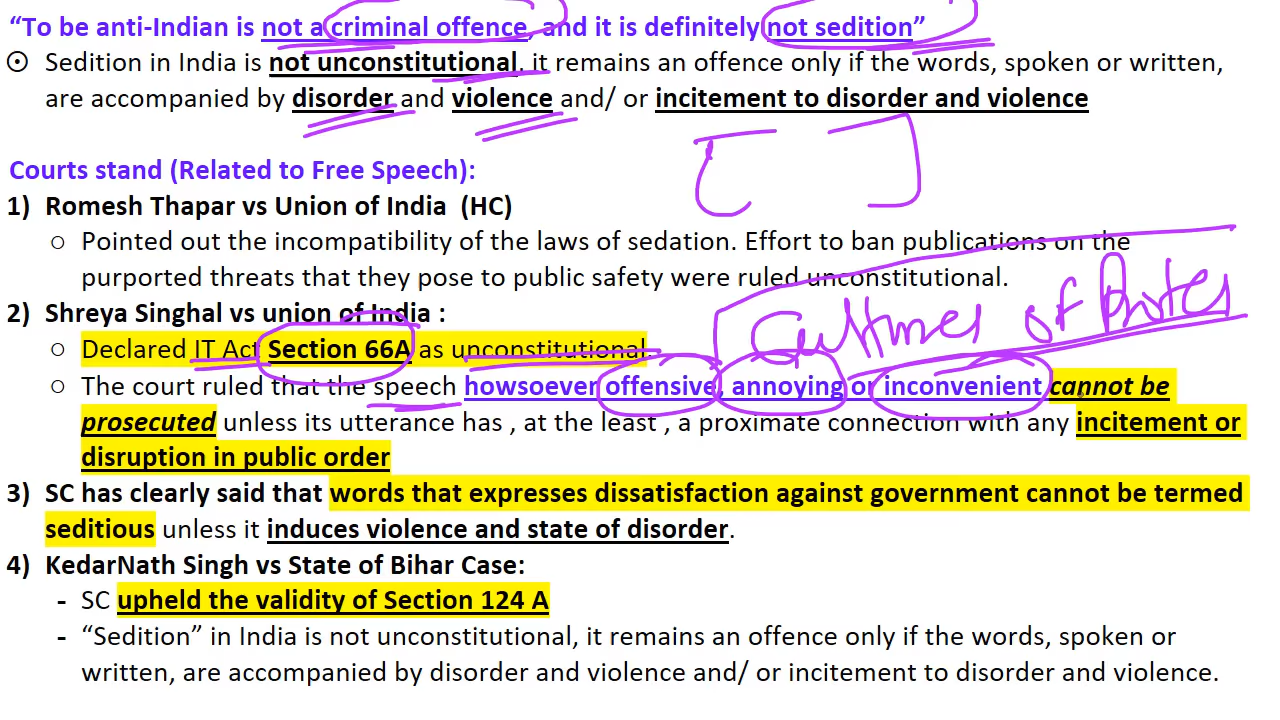 “To be anti-Indian is not a criminal offence, and it is definitely not sedition”
⊙ Sedition in India is not unconstitutional, it remains an offence only if the words, spoken or written,
are accompanied by disorder and violence and/ or incitement to disorder and violence
Courts stand (Related to Free Speech):
1) Romesh Thapar vs Union of India (HC)
○ Pointed out the incompatibility of the laws of sedation. Effort to ban publications on the
purported threats that they pose to public safety were ruled unconstitutional.
2) Shreya Singhal vs union of India :
○ Declared IT Act Section 66A as unconstitutional.
Cultures of
○ The court ruled that the speech howsoever offensive, annoying or inconvenient cannot be
prosecuted unless its utterance has , at the least , a proximate connection with any incitement or
disruption in public order
3) SC has clearly said that words that expresses dissatisfaction against government cannot be termed
seditious unless it induces violence and state of disorder.
4) KedarNath Singh vs State of Bihar Case:
- SC upheld the validity of Section 124 A
- “Sedition” in India is not unconstitutional, it remains an offence only if the words, spoken or
written, are accompanied by disorder and violence and/ or incitement to disorder and violence.